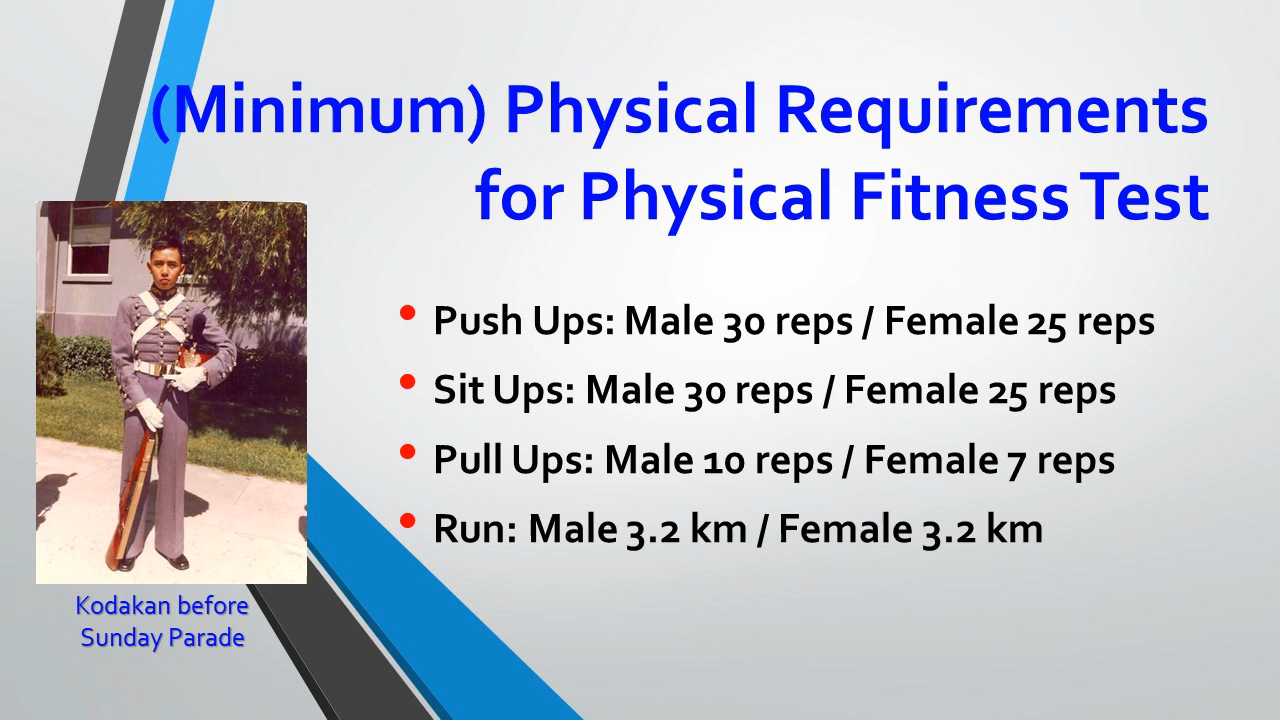 (Minimum) Physical Requirements
for Physical Fitness Test
• Push Ups: Male 30 reps / Female 25 reps
• Sit Ups: Male 30 reps / Female 25 reps
• Pull Ups: Male 10 reps / Female 7 reps
• Run: Male 3.2 km / Female 3.2 km
Kodakan before
Sunday Parade